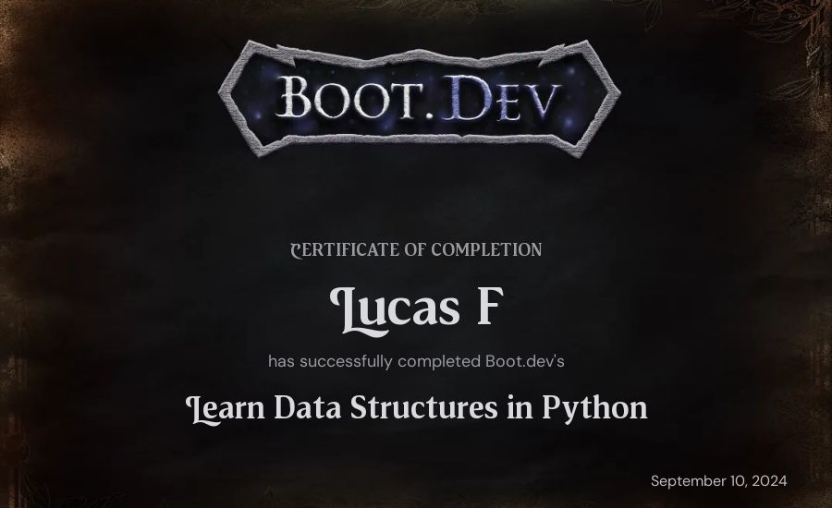 BOOT.DEV
CERTIFICATE OF COMPLETION
Lucas F
has successfully completed Boot.dev's
Learn Data Structures in Python
September 10, 2024